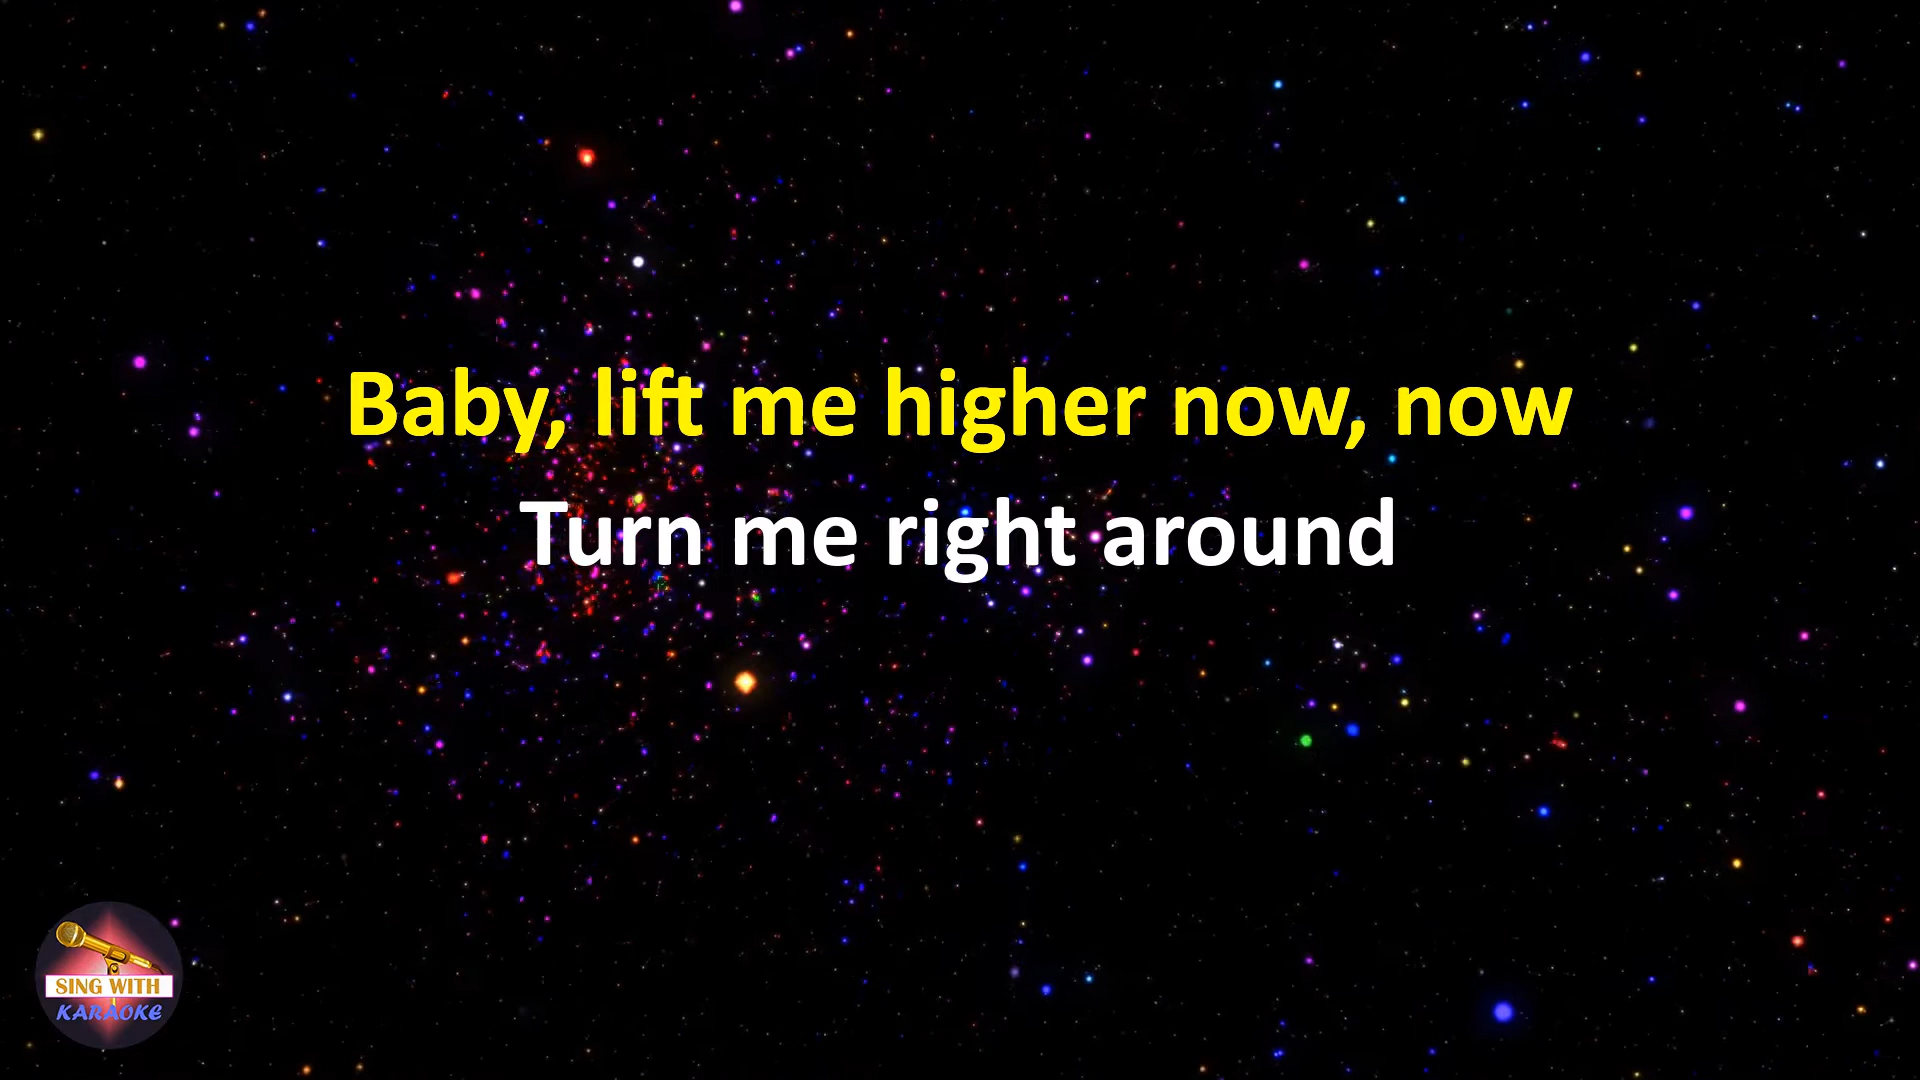 Baby, lift me higher now, now
Turn me right around
SING WITH
KARAOKE